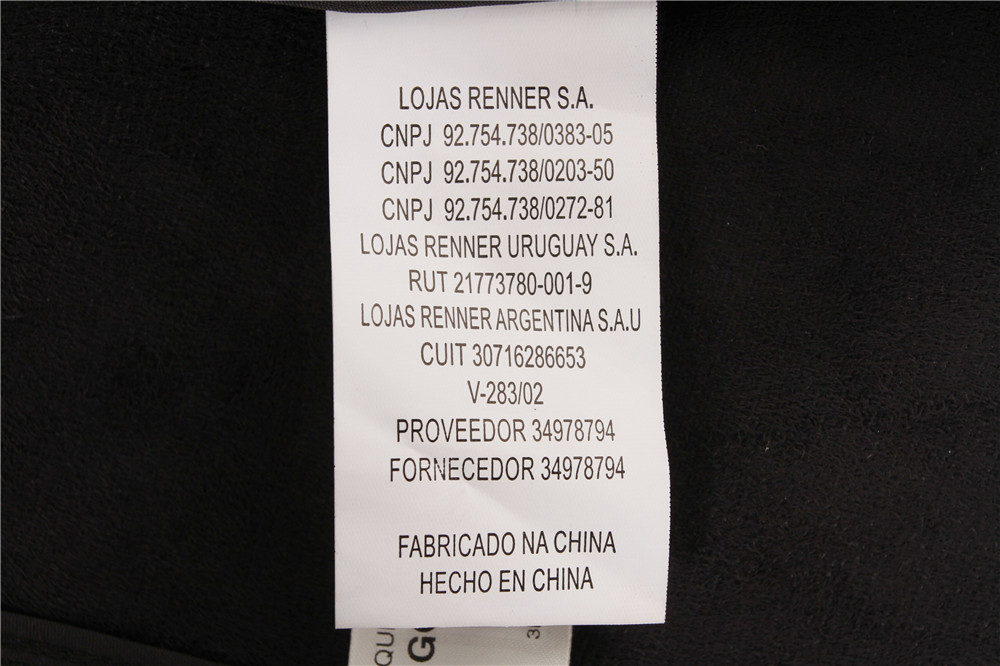 LOJAS RENNER S.A.
CNPJ 92.754.738/0383-05
CNPJ 92.754.738/0203-50
CNPJ 92.754.738/0272-81
LOJAS RENNER URUGUAY S.A.
RUT 21773780-001-9
LOJAS RENNER ARGENTINA S.A.U
CUIT 30716286653
V-283/02
PROVEEDOR 34978794
FORNECEDOR 34978794
FABRICADO NA CHINA
HECHO EN CHINA